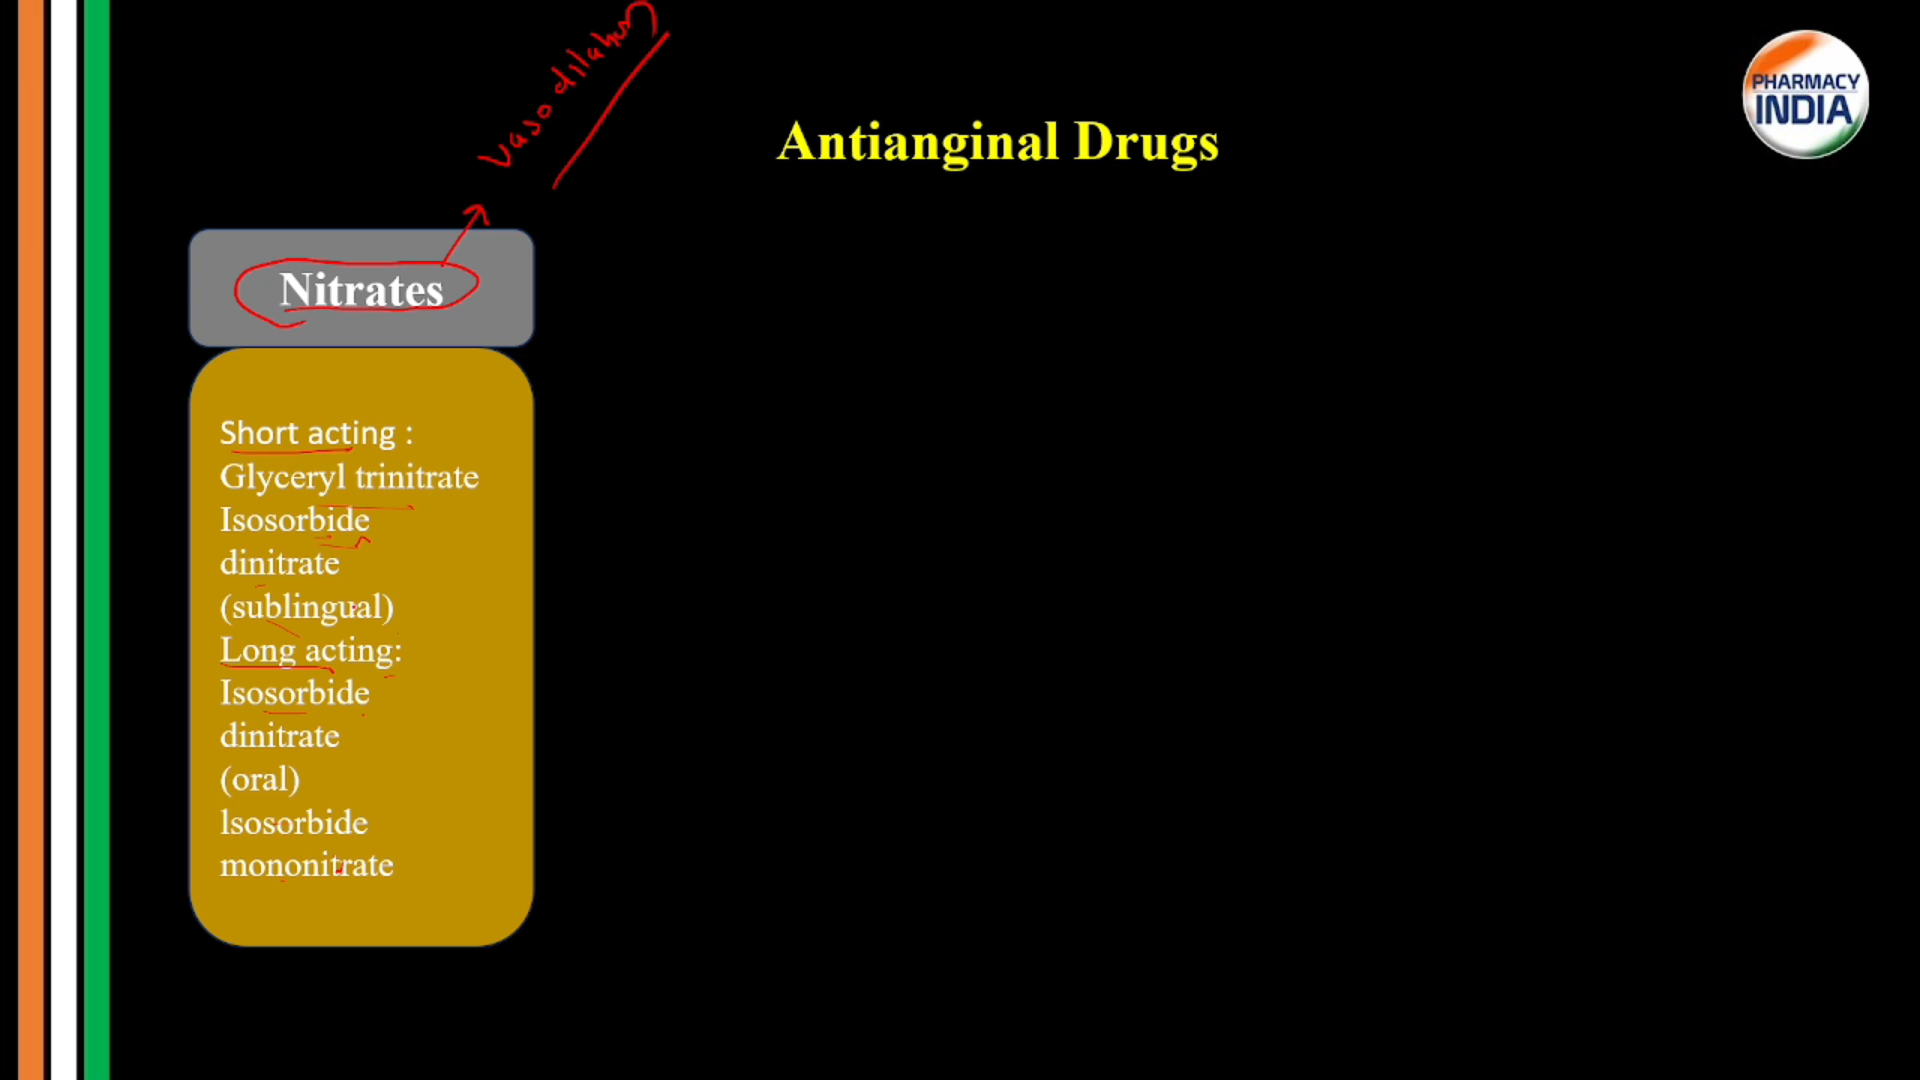 Vasodilator
PHARMACY
INDIA
Antianginal Drugs
Nitrates
Short acting :
Glyceryl trinitrate
Isosorbide
dinitrate
(sublingual)
Long acting:
Isosorbide
dinitrate
(oral)
lsosorbide
mononitrate